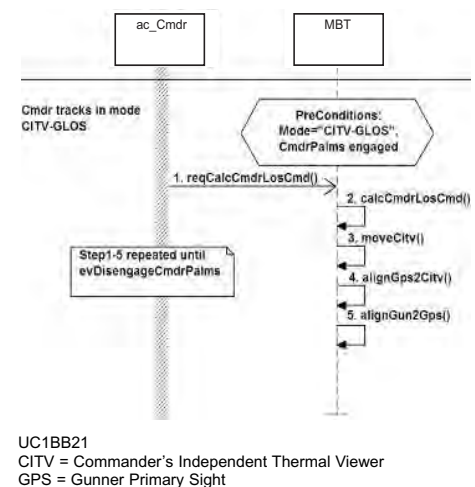 ac_Cmdr
MBT
Cmdr tracks in mode
CITV-GLOS
PreConditions:
Mode="CITV-GLOS",
CmdrPalms engaged
1. reqCalcCmdrLosCmd()
2. calcCmdrLosCmd()
3. moveCitv()
Step1-5 repeated until
evDisengageCmdrPalms
4. alignGps2Citv()
5. alignGun2Gps()
UC1BB21
CITV = Commander's Independent Thermal Viewer
GPS = Gunner Primary Sight